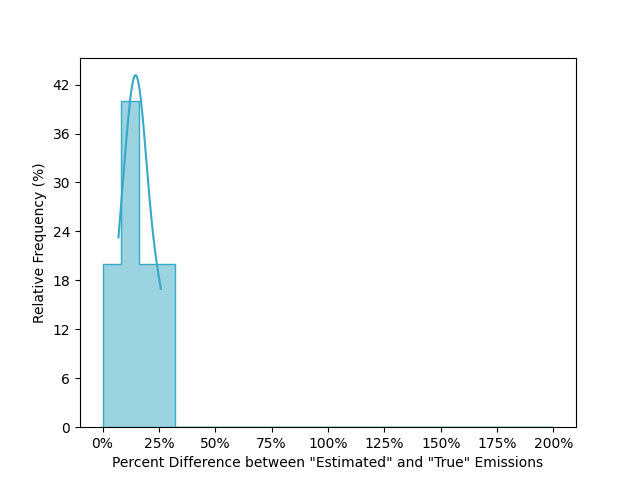 42
36
30
24
18
12
6
0
Relative Frequency (%)
0% 25% 50% 75% 100% 125% 150% 175% 200%
Percent Difference between "Estimated" and "True" Emissions